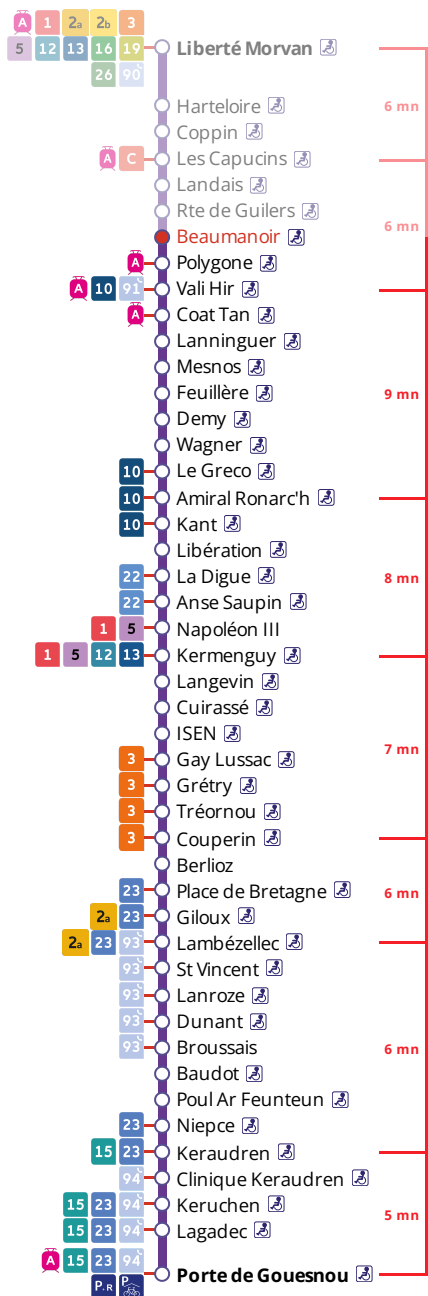 A 1 2a 2b 3
5 12 13 16 19 Liberté Morvan
26 90
Harteloire 6 mn
Coppin
A C Les Capucins
Landais
Rte de Guilers 6 mn
Beaumanoir
A Polygone
A 10 91 Vali Hir
A Coat Tan
Lanninguer
Mesnos
Feuillère 9 mn
Demy
Wagner
10 Le Greco
10 Amiral Ronarc'h
10 Kant
Libération
22 La Digue 8 mn
22 Anse Saupin
1 5 Napoléon III
1 5 12 13 Kermenguy
Langevin
Cuirassé
ISEN
3 Gay Lussac 7 mn
3 Grétry
3 Tréornou
3 Couperin
Berlioz
23 Place de Bretagne 6 mn
2a 23 Giloux
2a 23 93 Lambézellec
93 St Vincent
93 Lanroze
93 Dunant
93 Broussais 6 mn
Baudot
Poul Ar Feunteun
23 Niepce
15 23 Keraudren
94 Clinique Keraudren
15 23 94 Keruchen 5 mn
15 23 94 Lagadec
A 15 23 94
Porte de Gouesnou
P+R P